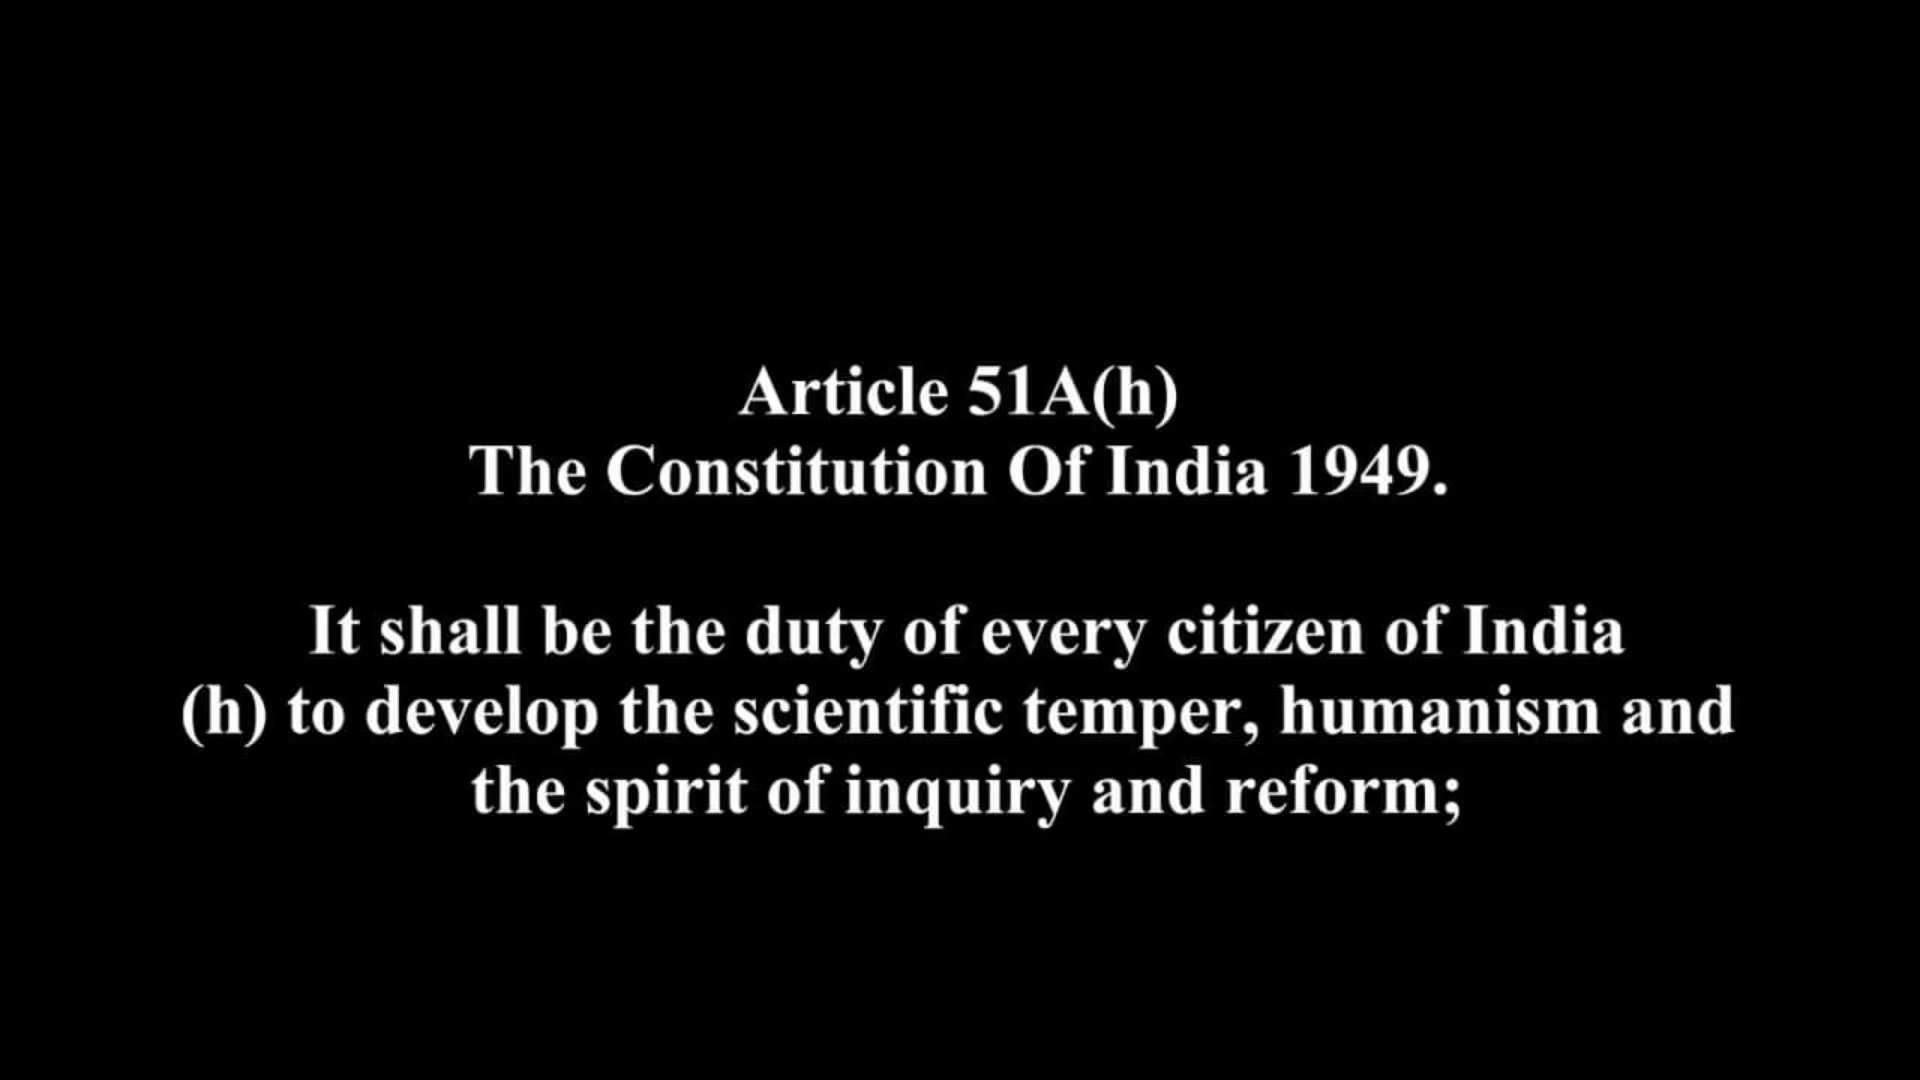 Article 51A(h)
The Constitution Of India 1949.
It shall be the duty of every citizen of India
(h) to develop the scientific temper, humanism and
the spirit of inquiry and reform;